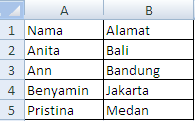 A B
1 Nama Alamat
2 Anita Bali
3 Ann Bandung
4 Benyamin Jakarta
5 Pristina Medan